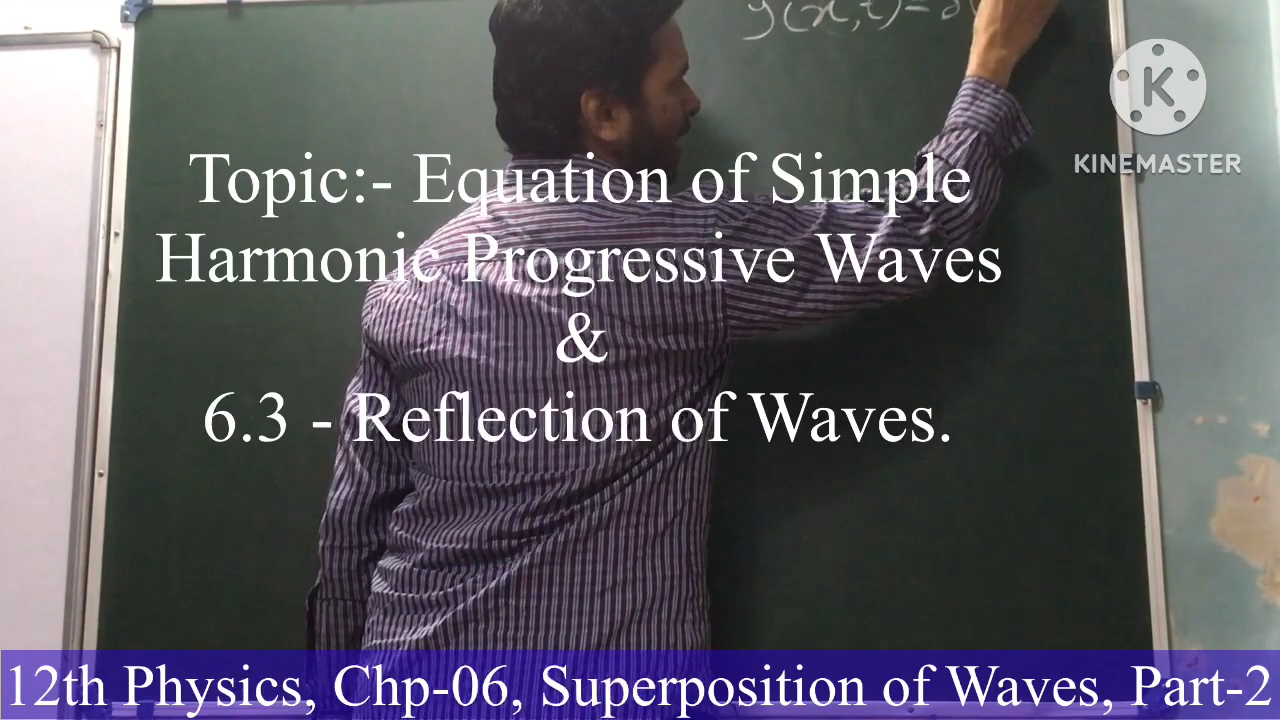 y(x,t)=a(
KINEMASTER
Topic:- Equation of Simple
Harmonic Progressive Waves
&
6.3 - Reflection of Waves.
12th Physics, Chp-06, Superposition of Waves, Part-2